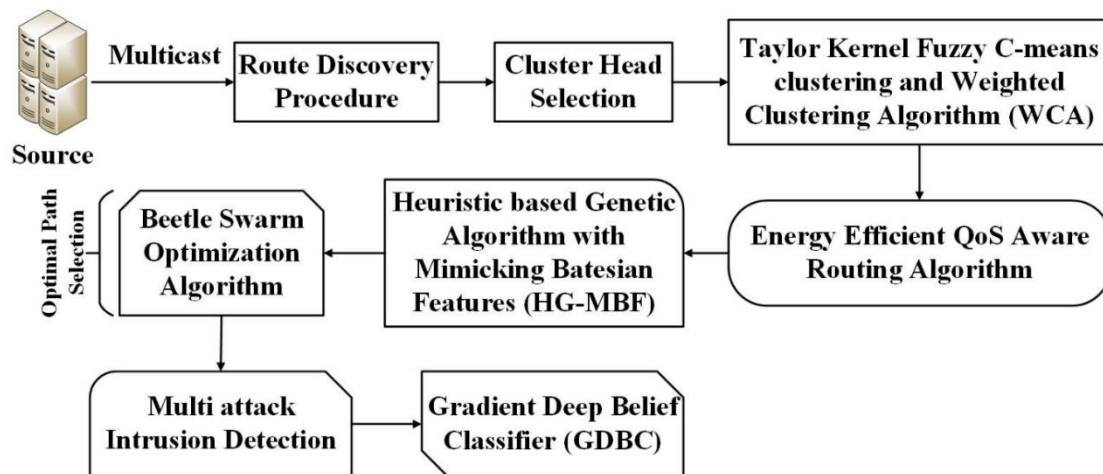 Multicast
Source
Route Discovery
Procedure
Cluster Head
Selection
Taylor Kernel Fuzzy C-means
clustering and Weighted
Clustering Algorithm (WCA)
Optimal Path
Selection
Beetle Swarm
Optimization
Algorithm
Heuristic based Genetic
Algorithm with
Mimicking Batesian
Features (HG-MBF)
Energy Efficient QoS Aware
Routing Algorithm
Multi attack
Intrusion Detection
Gradient Deep Belief
Classifier (GDBC)